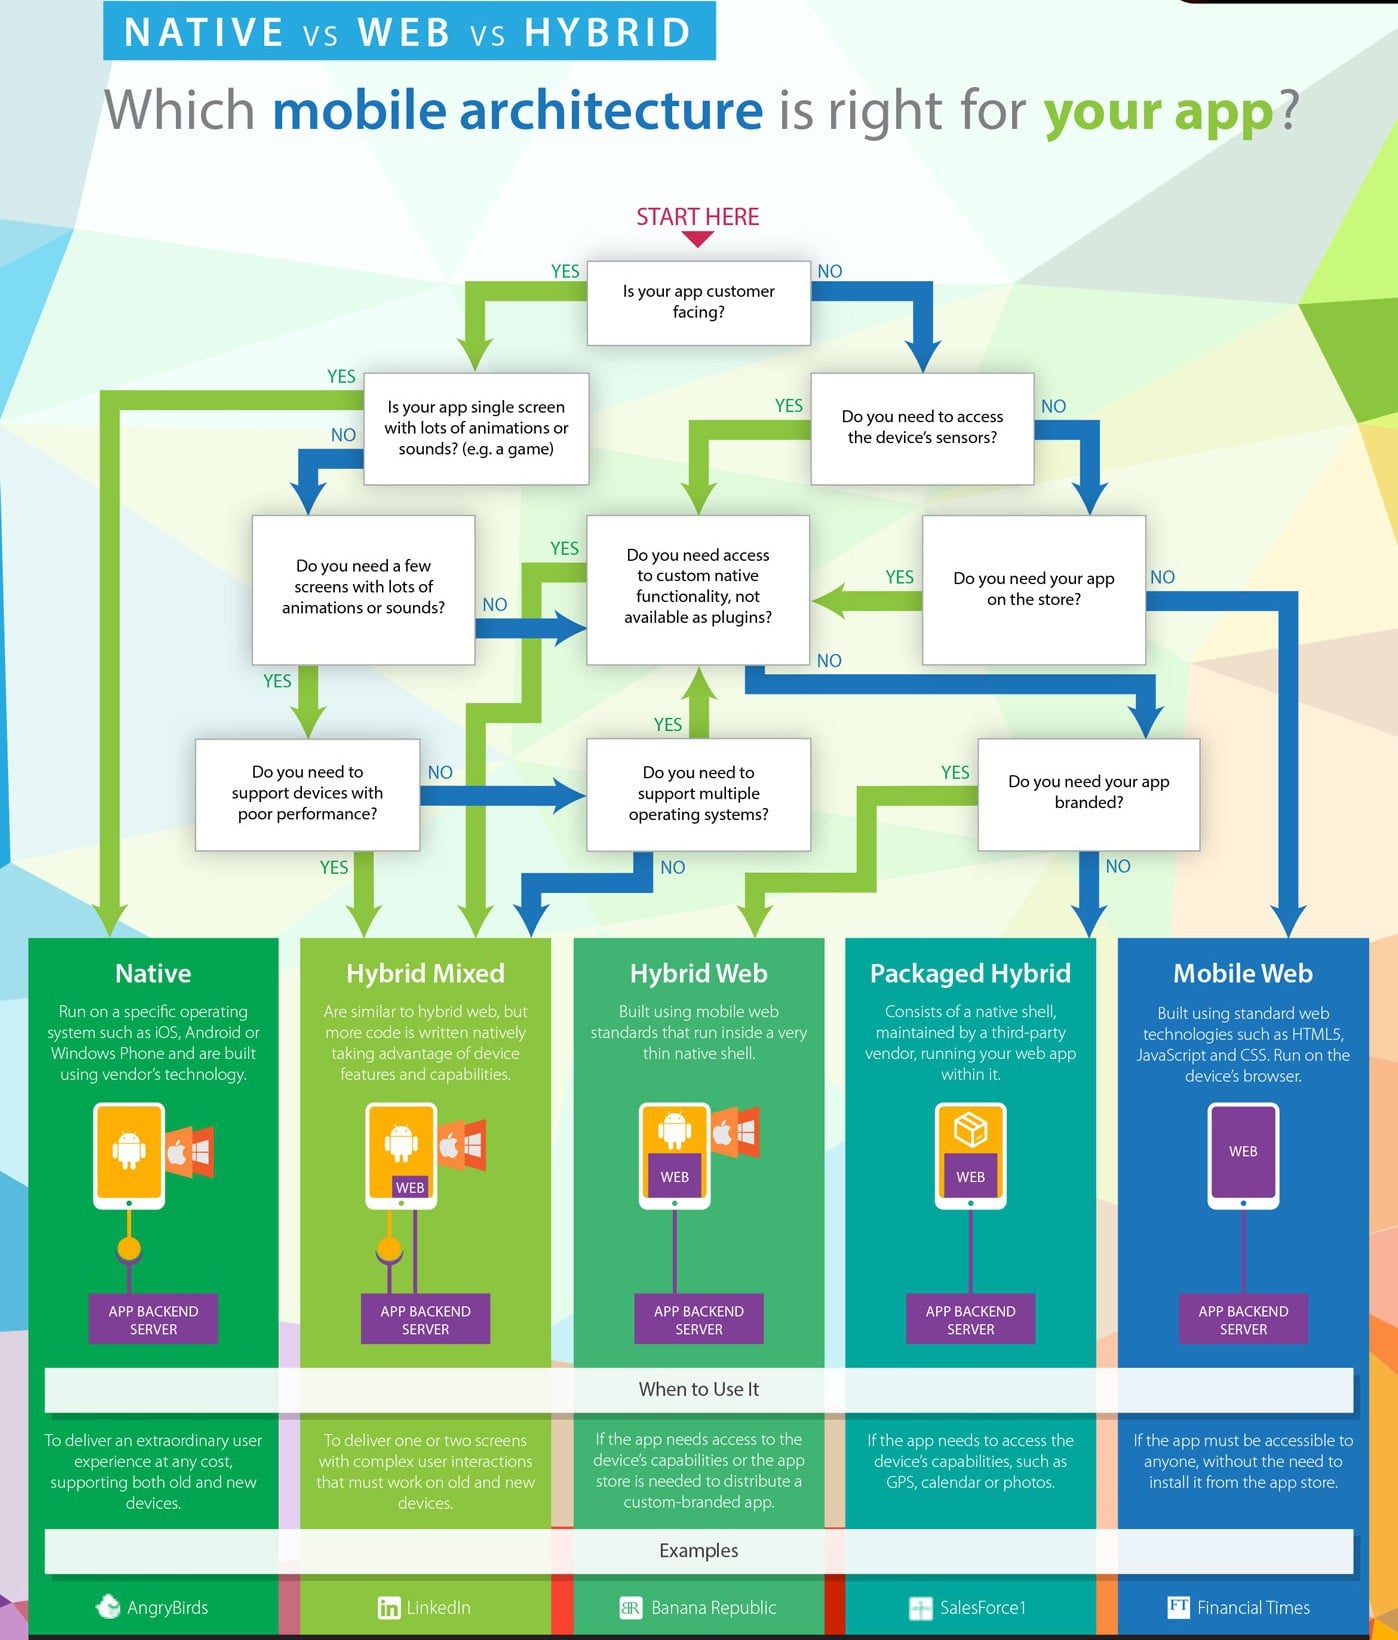 NATIVE VS WEB VS HYBRID
Which mobile architecture is right for your app?
START HERE
YES
NO
Is your app customer
facing?
YES
NO
Is your app single screen
with lots of animations or
sounds? (e.g. a game)
YES
NO
Do you need to access
the device's sensors?
Do you need a few
screens with lots of
animations or sounds?
NO
YES
YES
Do you need access
to custom native
functionality, not
available as plugins?
NO
YES
Do you need your app
on the store?
NO
Do you need to
support devices with
poor performance?
NO
YES
YES
Do you need to
support multiple
operating systems?
NO
YES
Do you need your app
branded?
NO
Native
Run on a specific operating
system such as iOS, Android or
Windows Phone and are built
using vendor's technology.
APP BACKEND
SERVER
Hybrid Mixed
Are similar to hybrid web, but
more code is written natively
taking advantage of device
features and capabilities.
WEB
APP BACKEND
SERVER
Hybrid Web
Built using mobile web
standards that run inside a very
thin native shell.
WEB
APP BACKEND
SERVER
Packaged Hybrid
Consists of a native shell,
maintained by a third-party
vendor, running your web app
within it.
WEB
APP BACKEND
SERVER
Mobile Web
Built using standard web
technologies such as HTML5,
JavaScript and CSS. Run on the
device's browser.
WEB
APP BACKEND
SERVER
When to Use It
To deliver an extraordinary user
experience at any cost,
supporting both old and new
devices.
To deliver one or two screens
with complex user interactions
that must work on old and new
devices.
If the app needs access to the
device's capabilities or the app
store is needed to distribute a
custom-branded app.
If the app needs to access the
device's capabilities, such as
GPS, calendar or photos.
If the app must be accessible to
anyone, without the need to
install it from the app store.
Examples
AngryBirds
in LinkedIn
BR Banana Republic
SalesForce1
FT Financial Times